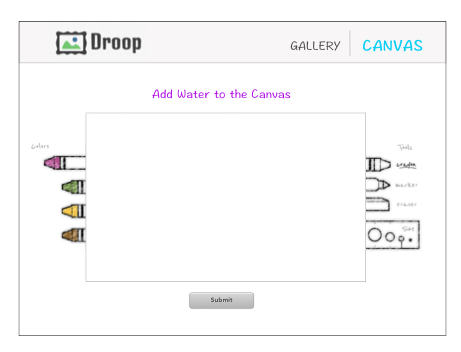 Droop
GALLERY
CANVAS
Add Water to the Canvas
Colors
Tools
crayon
marker
eraser
Size
Submit